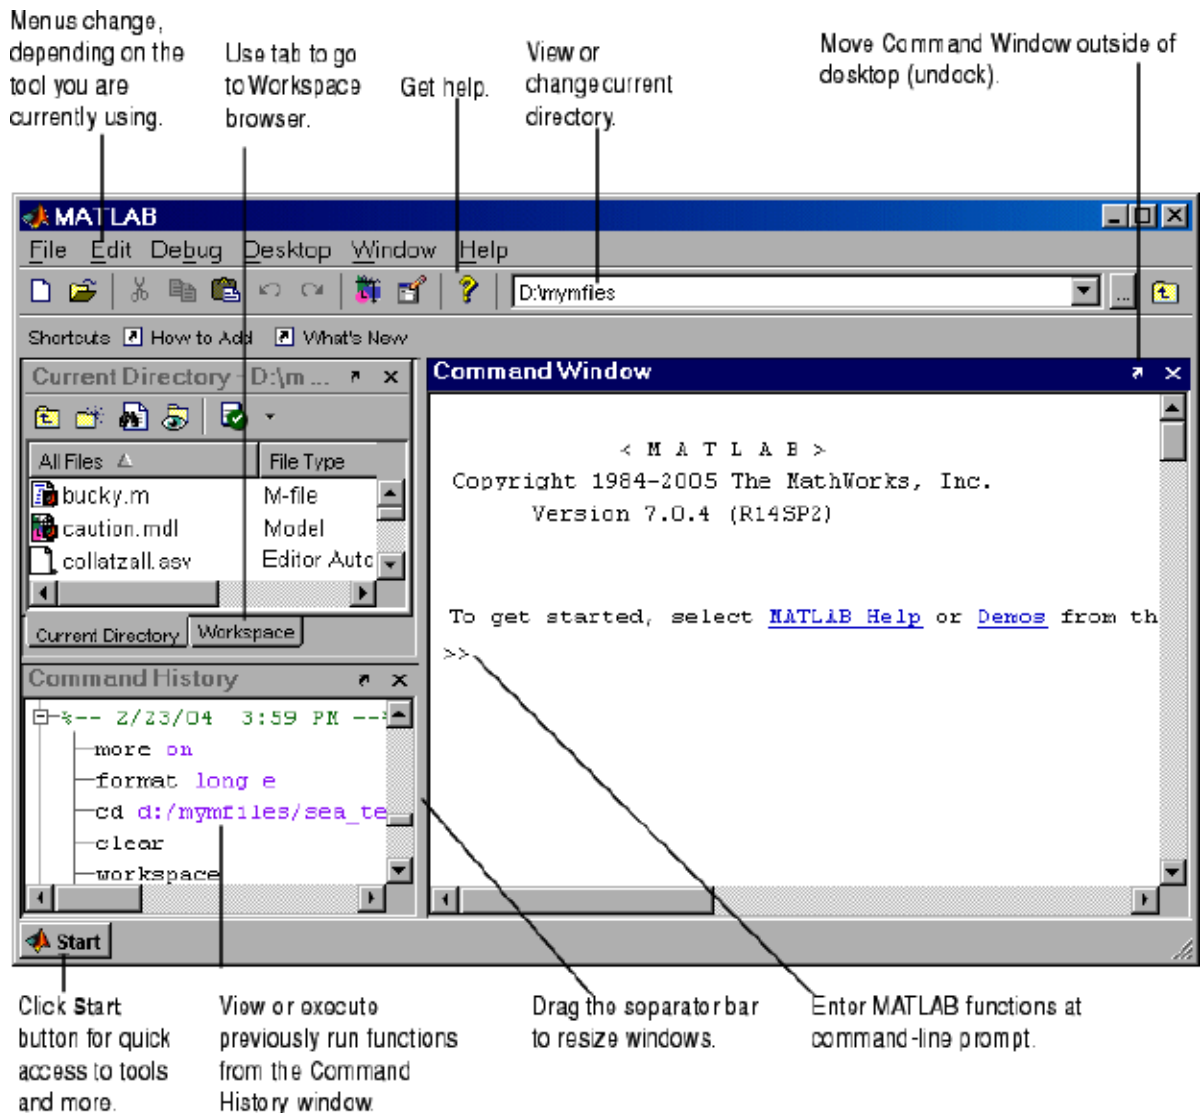 Menus change,
depending on the
tool you are
currently using.
Use tab to go
to Workspace
browser.
Get help.
View or
change current
directory.
Move Command Window outside of
desktop (undock).
MATLAB
File Edit Debug Desktop Window Help
D:\mymfiles
...
Shortcuts How to Add What's New
Current Directory - D:\m ...
All Files File Type
bucky.m M-file
caution.mdl Model
collatzall.asv Editor Auto
Current Directory Workspace
Command History
%-- 2/23/04 3:59 PM --%
more on
format long e
cd d:/mymfiles/sea_te
clear
workspace
Command Window
< M A T L A B >
Copyright 1984-2005 The MathWorks, Inc.
Version 7.0.4 (R14SP2)
To get started, select MATLAB Help or Demos from th
>>
Start
Click Start
button for quick
access to tools
and more.
View or execute
previously run functions
from the Command
History window.
Drag the separator bar
to resize windows.
Enter MATLAB functions at
command-line prompt.